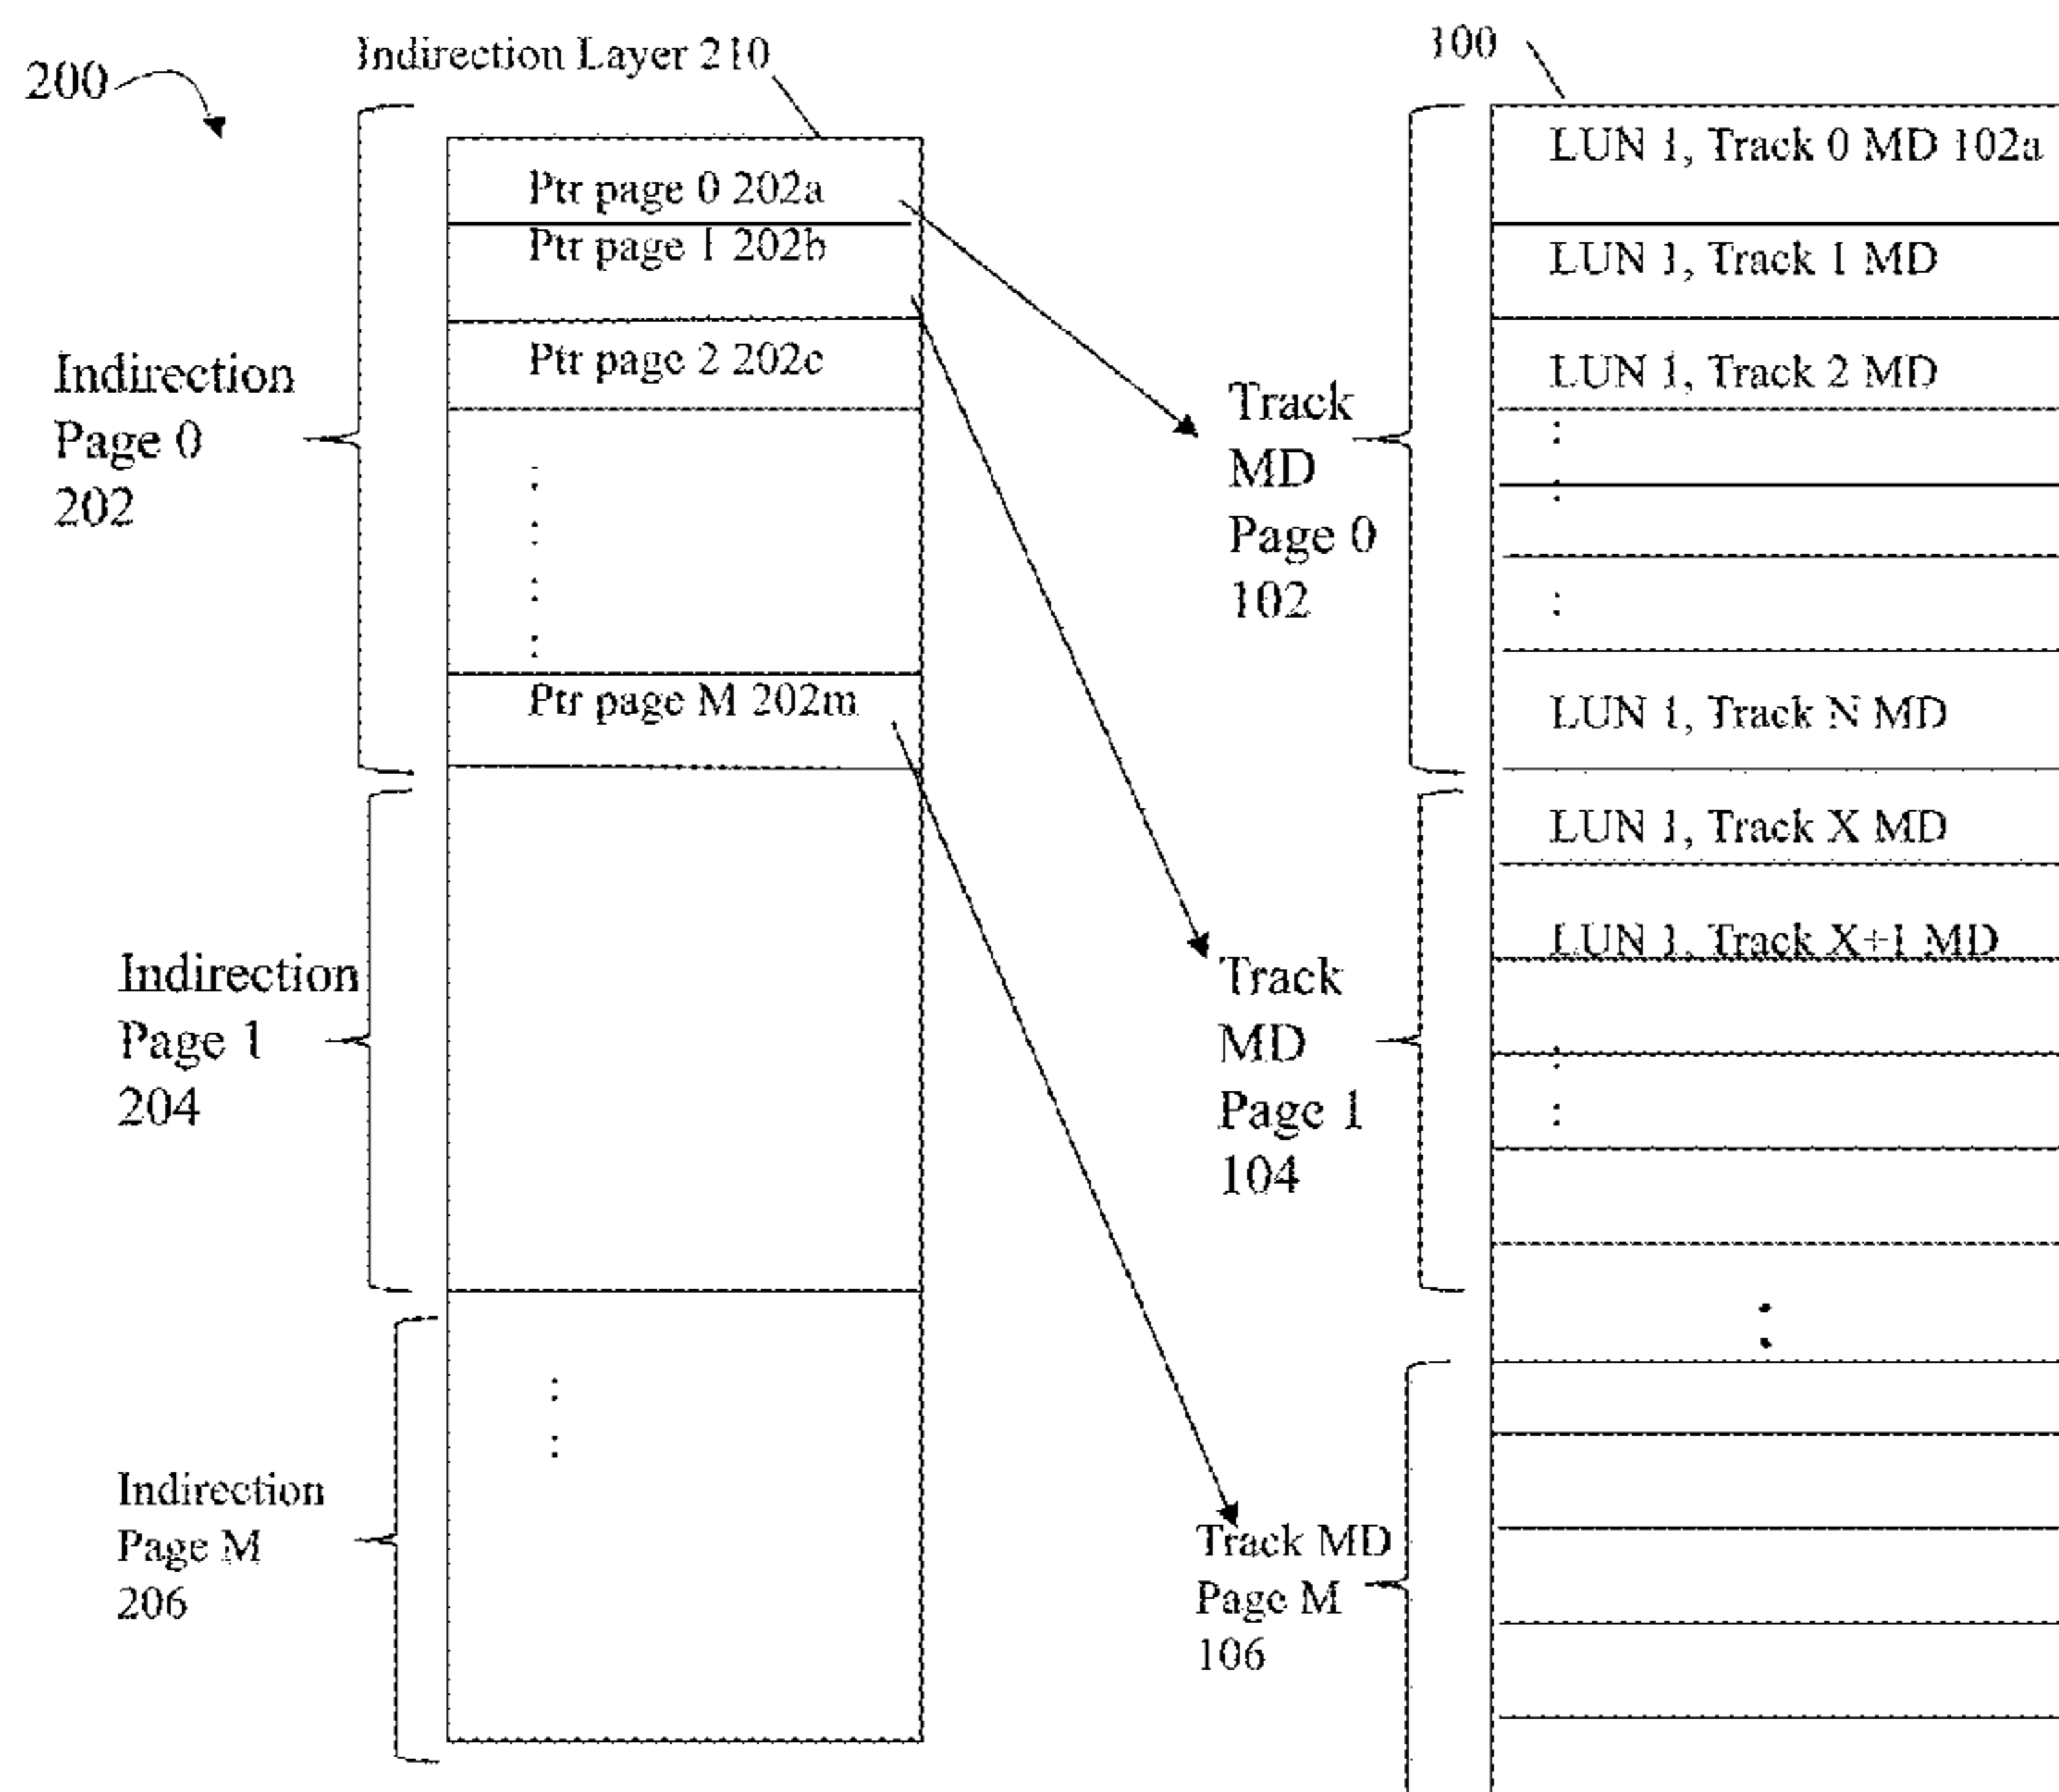 200
Indirection Layer 210
100
Ptr page 0 202a
Ptr page 1 202b
Ptr page 2 202c
Ptr page M 202m
Indirection
Page 0
202
Indirection
Page 1
204
Indirection
Page M
206
Track
MD
Page 0
102
Track
MD
Page 1
104
Track MD
Page M
106
LUN 1, Track 0 MD 102a
LUN 1, Track 1 MD
LUN 1, Track 2 MD
LUN 1, Track N MD
LUN 1, Track X MD
LUN 1, Track X+1 MD